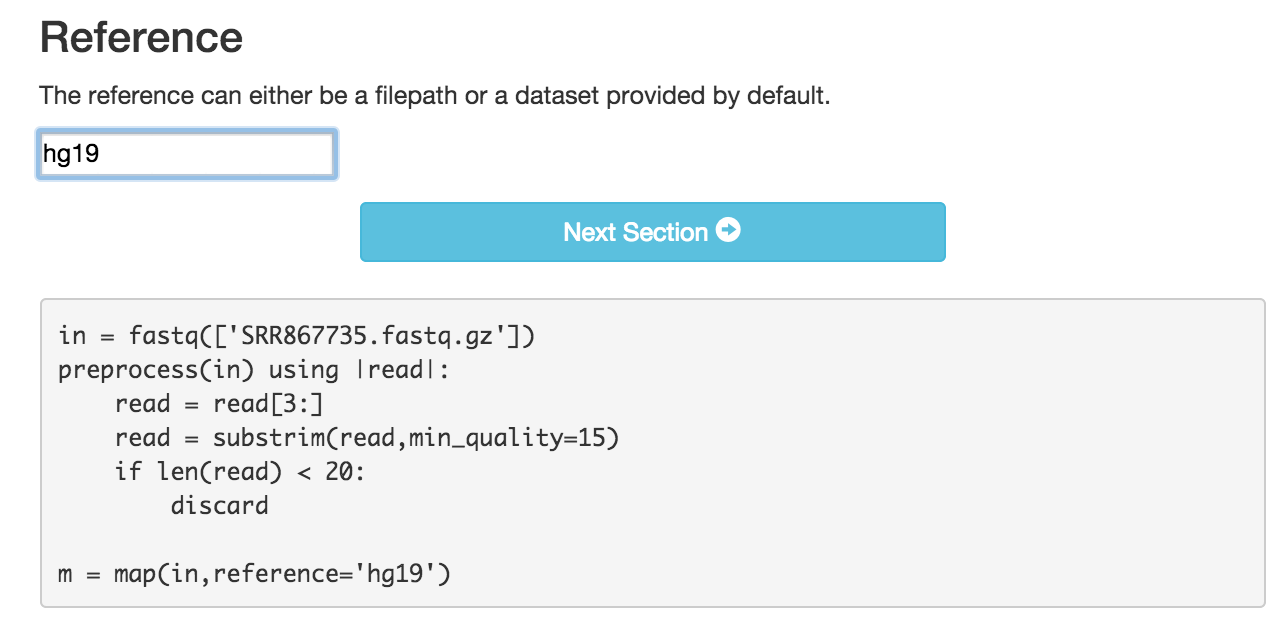 Reference
The reference can either be a filepath or a dataset provided by default.
hg19
Next Section
in = fastq(['SRR867735.fastq.gz'])
preprocess(in) using |read|:
    read = read[3:]
    read = substrim(read,min_quality=15)
    if len(read) < 20:
        discard
m = map(in,reference='hg19')